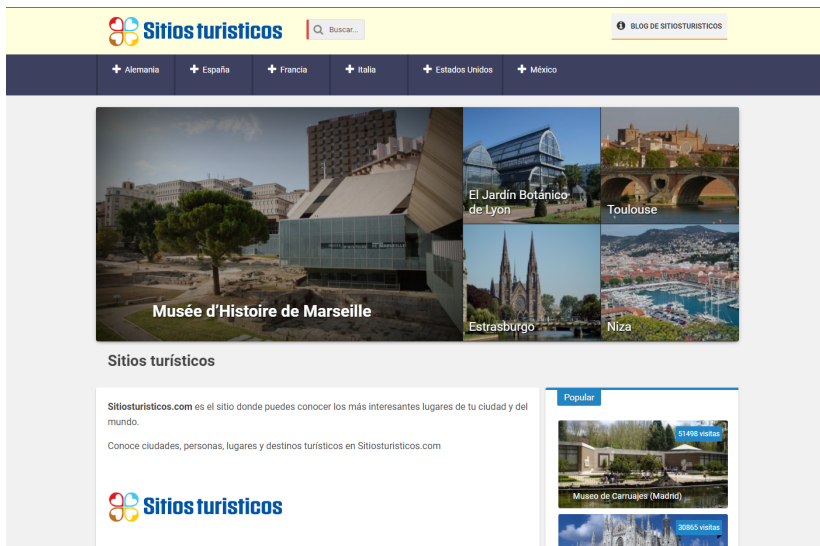 Sitios turisticos
Buscar...
BLOG DE SITIOSTURISTICOS
Alemania
España
Francia
Italia
Estados Unidos
México
El Jardín Botánico
de Lyon
Toulouse
Musée d’Histoire de Marseille
Estrasburgo
Niza
Sitios turísticos
Sitiosturisticos.com es el sitio donde puedes conocer los más interesantes lugares de tu ciudad y del
mundo.
Conoce ciudades, personas, lugares y destinos turísticos en Sitiosturisticos.com
Sitios turisticos
Popular
51498 visitas
Museo de Carruajes (Madrid)
30865 visitas